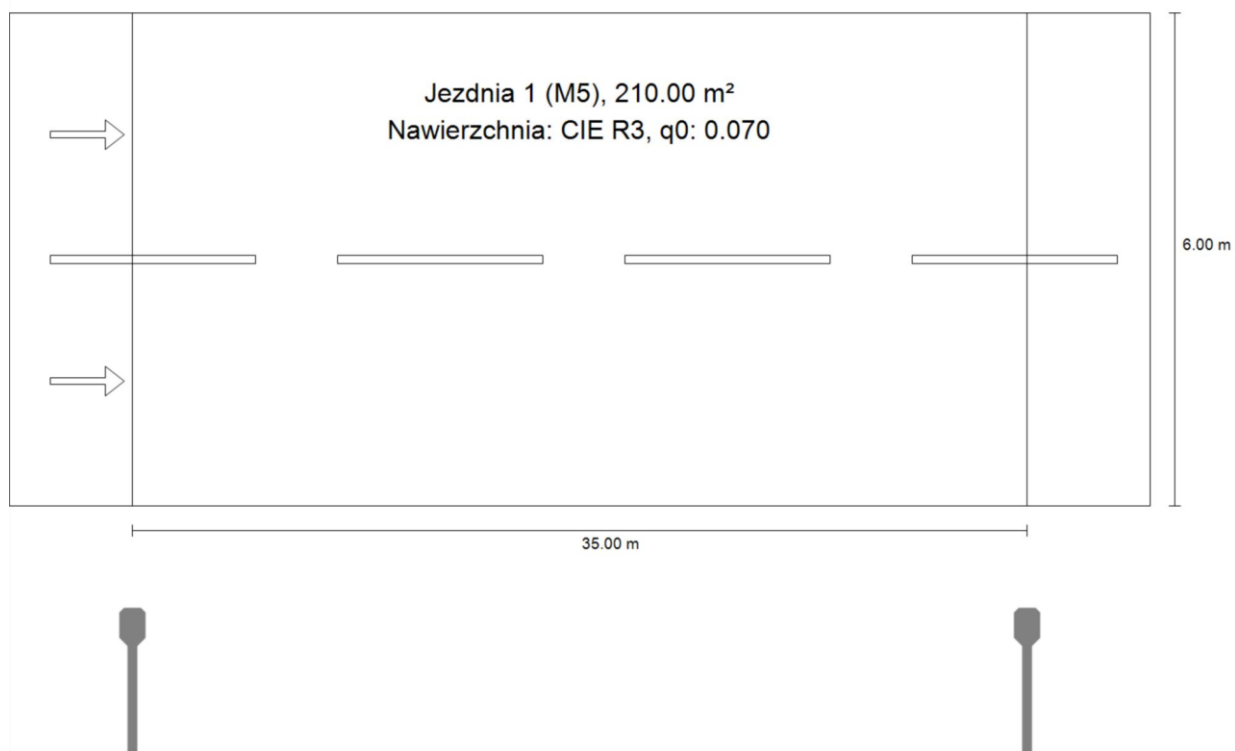 Jezdnia 1 (M5), 210.00 m²
Nawierzchnia: CIE R3, q0: 0.070
6.00 m
35.00 m